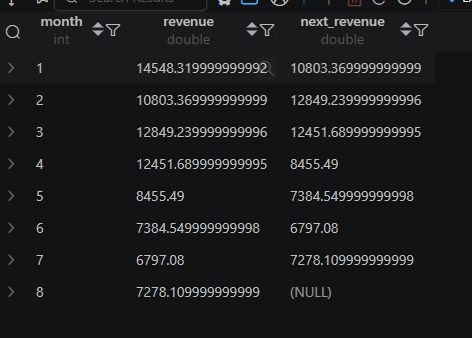 Search Results
month revenue next_revenue
int double double
1 14548.319999999992 10803.369999999999
2 10803.369999999999 12849.239999999996
3 12849.239999999996 12451.689999999995
4 12451.689999999995 8455.49
5 8455.49 7384.549999999998
6 7384.549999999998 6797.08
7 6797.08 7278.109999999999
8 7278.109999999999 (NULL)